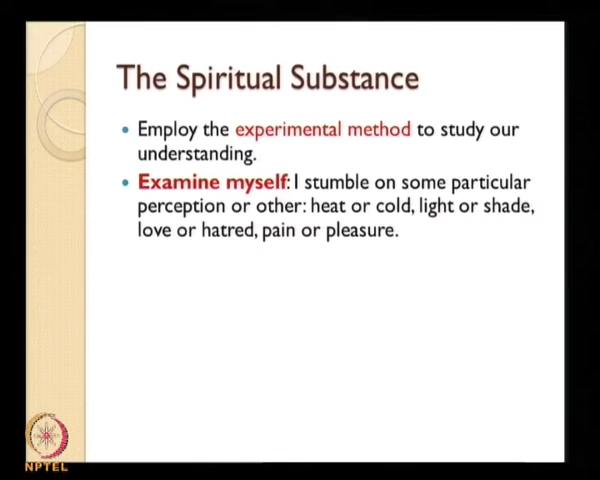 The Spiritual Substance
• Employ the experimental method to study our
understanding.
• Examine myself: I stumble on some particular
perception or other: heat or cold, light or shade,
love or hatred, pain or pleasure.
NPTEL